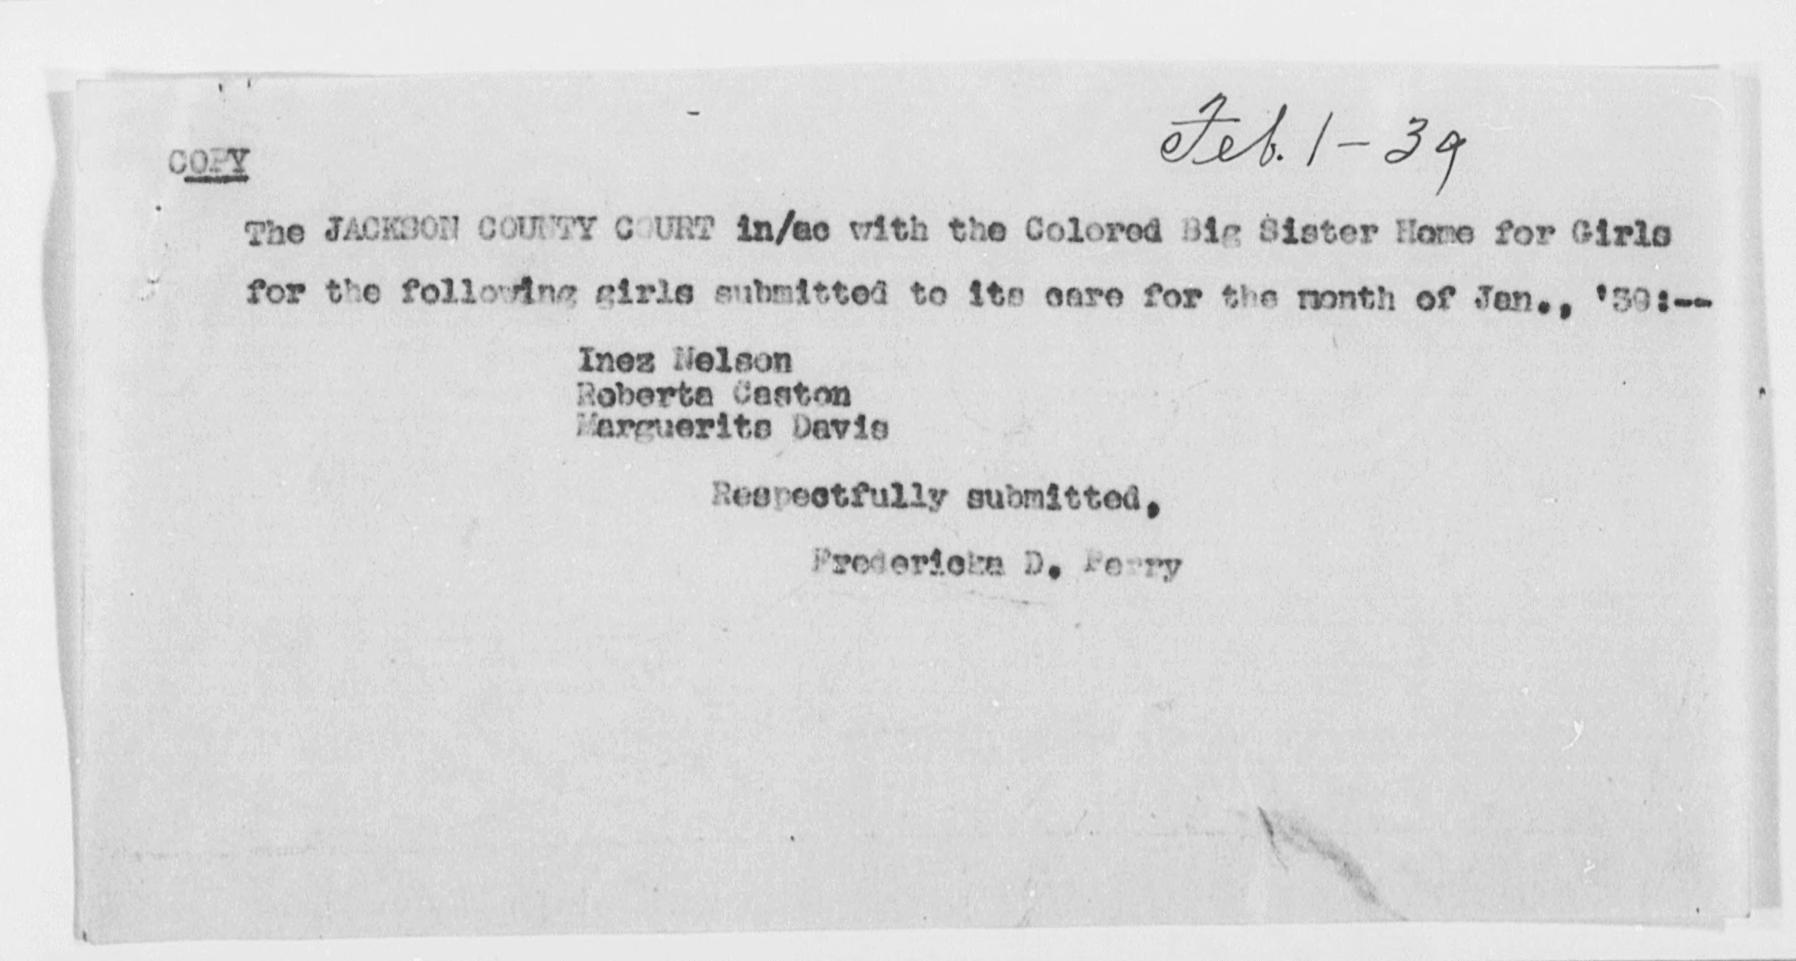 Feb. 1-39
COPY
The JACKSON COUNTY COURT in/ac with the Colored Big Sister Home for Girls
for the following girls submitted to its care for the month of Jan., '39:--
Inez Nelson
Roberta Caston
Marguerite Davis
Respectfully submitted,
Fredericka D. Perry